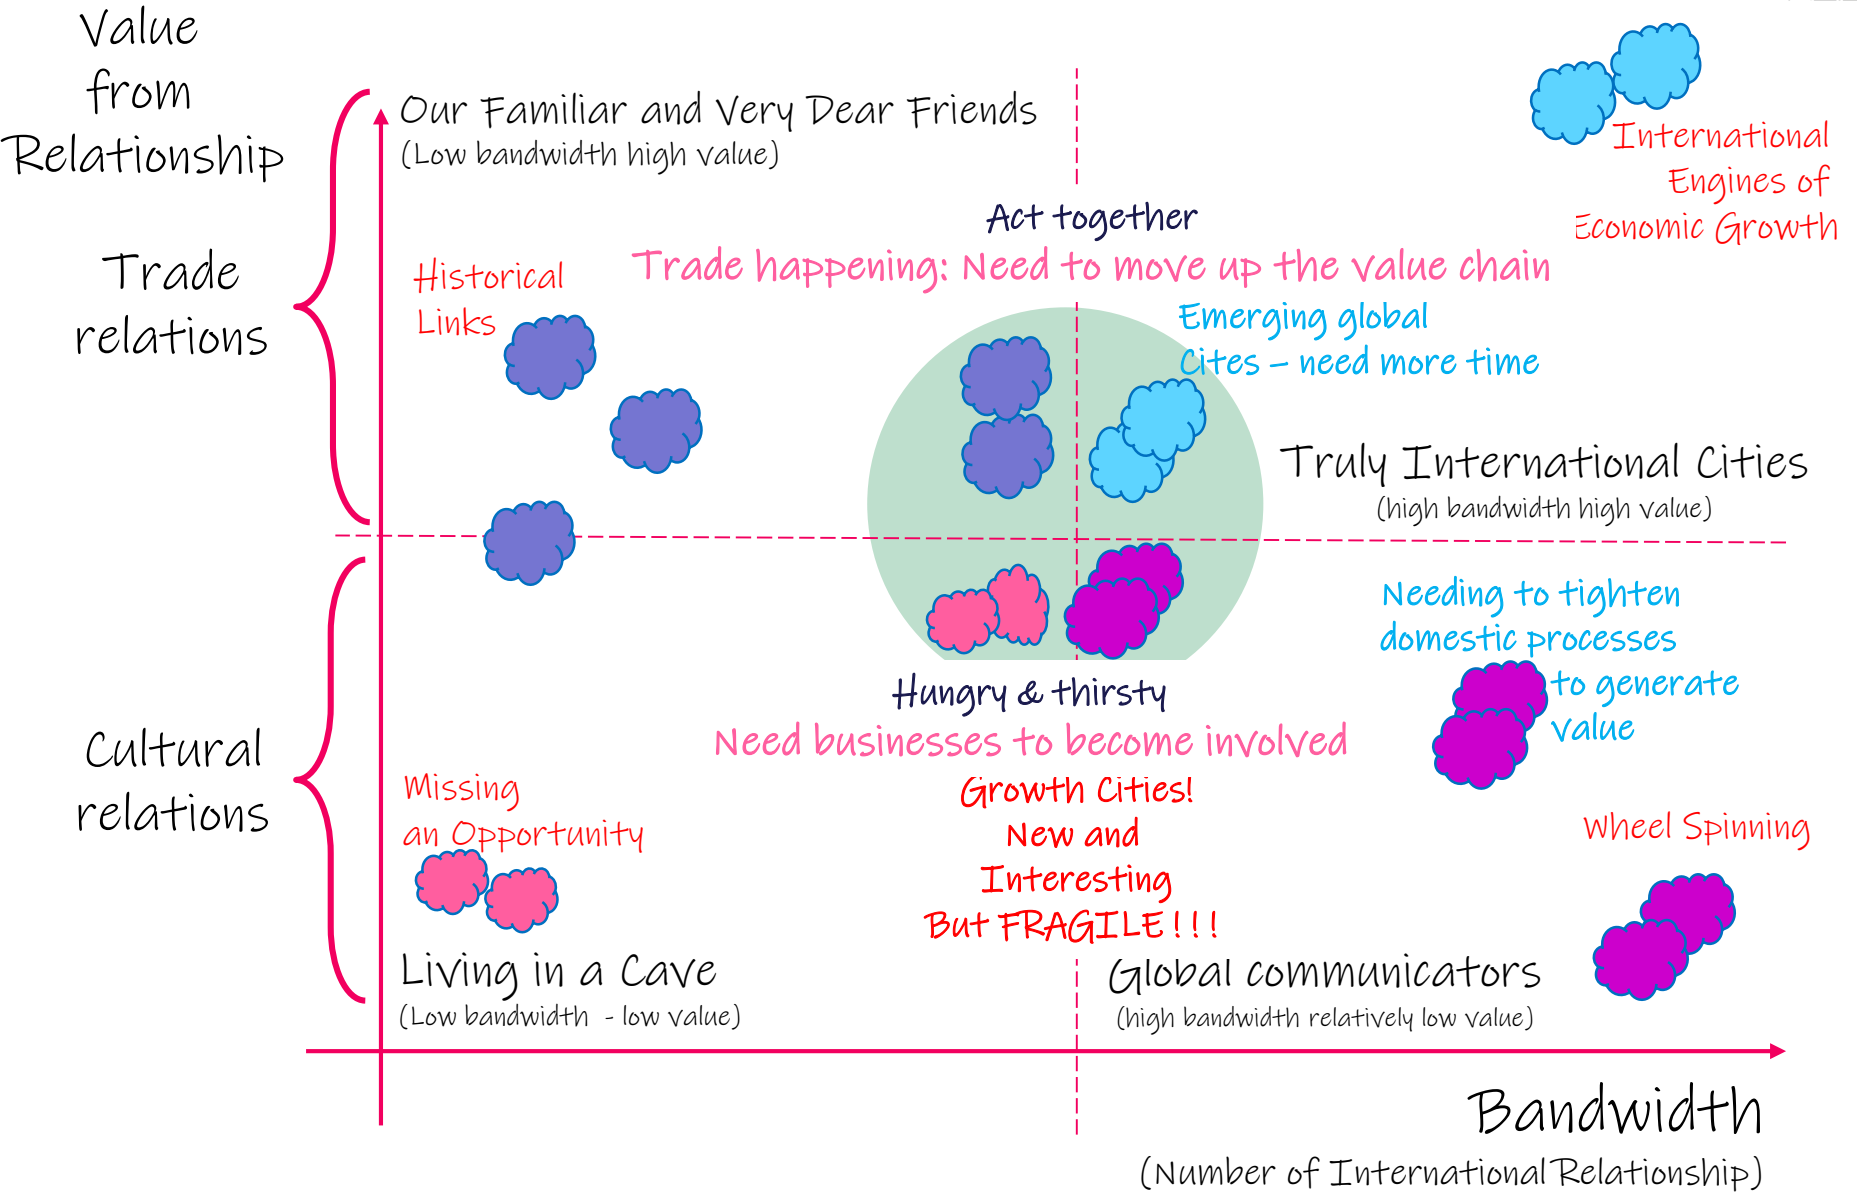 Value
from
Relationship
Our Familiar and Very Dear Friends
(Low bandwidth high value)
International
Engines of
Economic Growth
Act together
Trade happening: Need to move up the value chain
Trade
relations
Historical
Links
Emerging global
Cites – need more time
Truly International Cities
(high bandwidth high value)
Needing to tighten
domestic processes
to generate
value
Hungry & thirsty
Need businesses to become involved
Cultural
relations
Missing
an Opportunity
Growth Cities!
New and
Interesting
But FRAGILE!!!
Wheel Spinning
Living in a Cave
(Low bandwidth - low value)
Global communicators
(high bandwidth relatively low value)
Bandwidth
(Number of International Relationship)